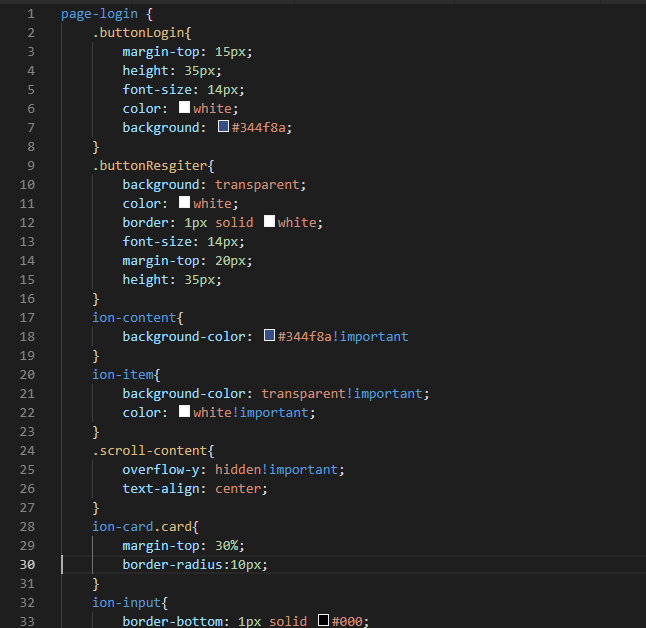 1 page-login {
2 .buttonLogin{
3 margin-top: 15px;
4 height: 35px;
5 font-size: 14px;
6 color: white;
7 background: #344f8a;
8 }
9 .buttonResgiter{
10 background: transparent;
11 color: white;
12 border: 1px solid white;
13 font-size: 14px;
14 margin-top: 20px;
15 height: 35px;
16 }
17 ion-content{
18 background-color: #344f8a!important
19 }
20 ion-item{
21 background-color: transparent!important;
22 color: white!important;
23 }
24 .scroll-content{
25 overflow-y: hidden!important;
26 text-align: center;
27 }
28 ion-card.card{
29 margin-top: 30%;
30 border-radius:10px;
31 }
32 ion-input{
33 border-bottom: 1px solid #000;